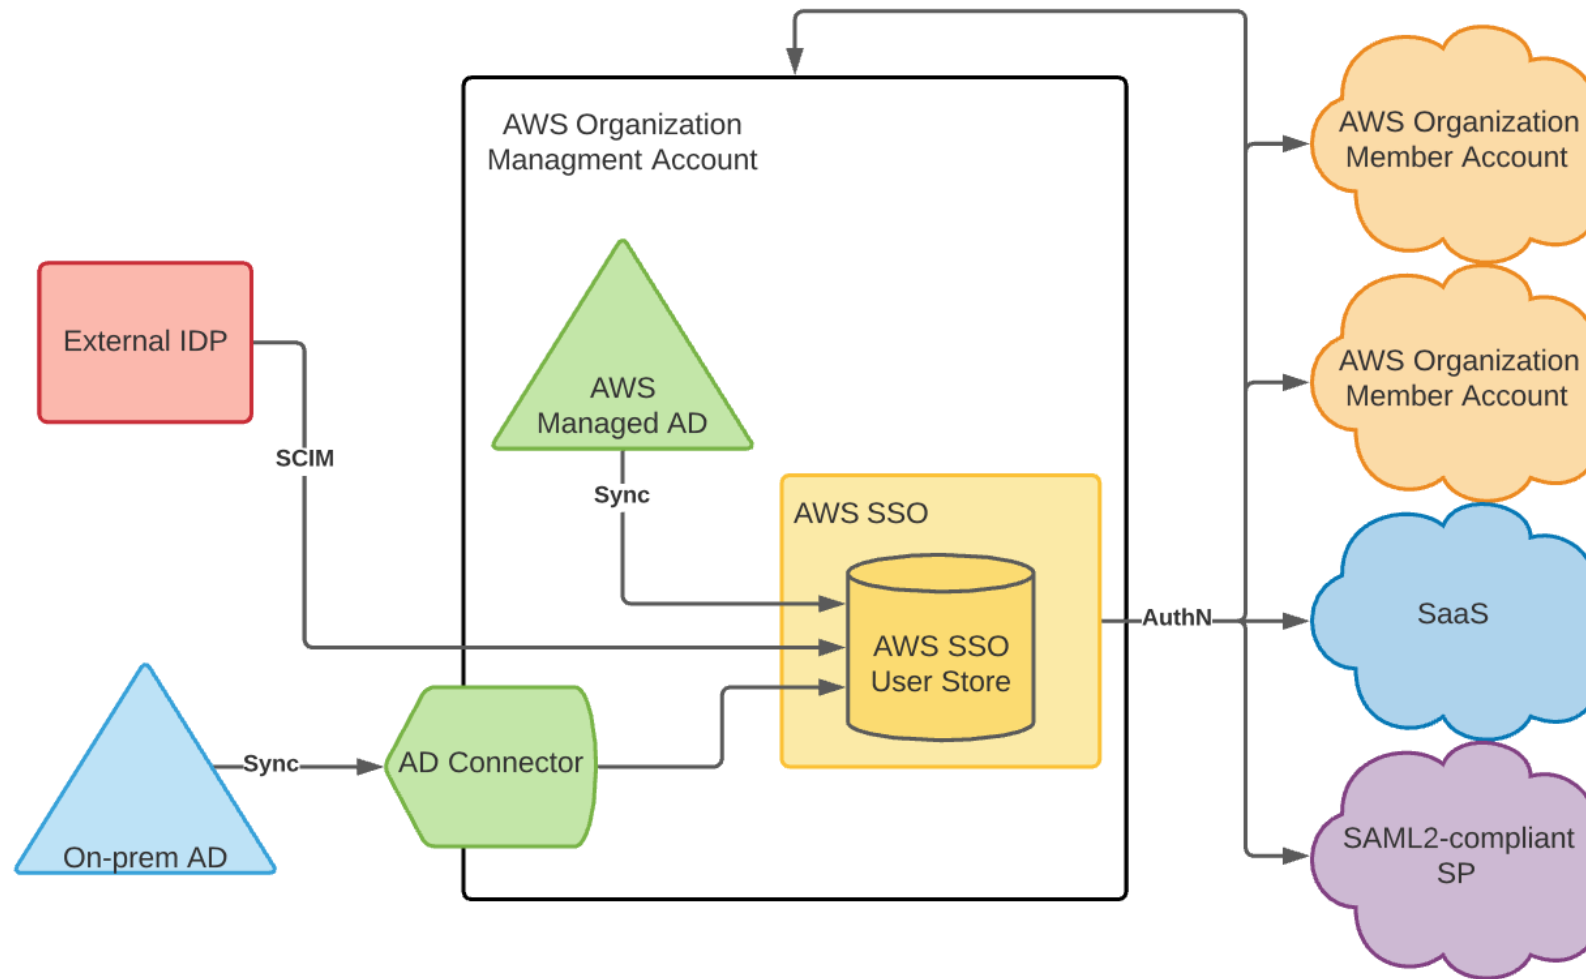 AWS Organization
Managment Account
AWS Organization
Member Account
External IDP
AWS
Managed AD
AWS Organization
Member Account
SCIM
Sync
AWS SSO
AWS SSO
User Store
AuthN
SaaS
Sync
AD Connector
On-prem AD
SAML2-compliant
SP